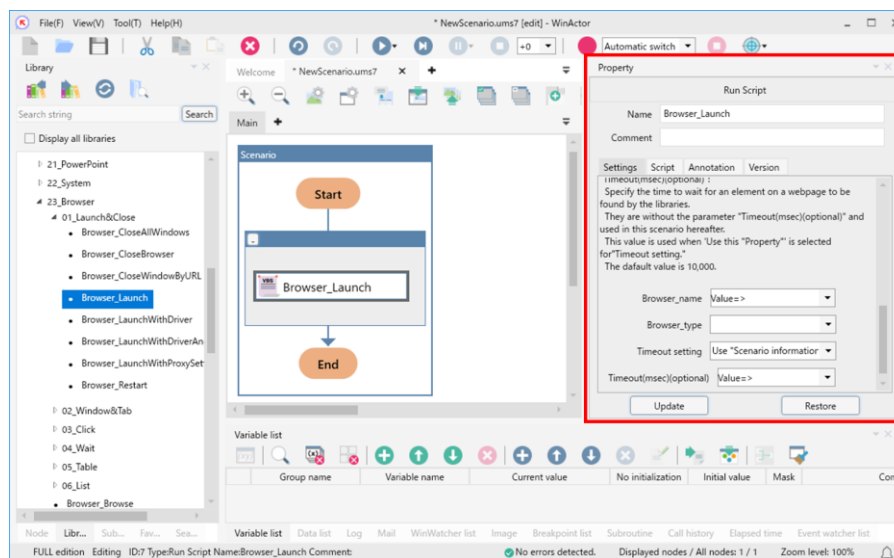 File(F) View(V) Tool(T) Help(H)
* NewScenario.ums7 [edit] - WinActor
+0
Automatic switch
Library
Search string
Search
Display all libraries
21_PowerPoint
22_System
23_Browser
01_Launch&Close
Browser_CloseAllWindows
Browser_CloseBrowser
Browser_CloseWindowByURL
Browser_Launch
Browser_LaunchWithDriver
Browser_LaunchWithDriverAn
Browser_LaunchWithProxySet
Browser_Restart
02_Window&Tab
03_Click
04_Wait
05_Table
06_List
Browser_Browse
Node Libr... Sub... Fav... Sea...
Welcome * NewScenario.ums7
Main
Scenario
Start
Browser_Launch
End
Property
Run Script
Name Browser_Launch
Comment
Settings Script Annotation Version
Timeout(msec)(optional) :
Specify the time to wait for an element on a webpage to be
found by the libraries.
They are without the parameter "Timeout(msec)(optional)" and
used in this scenario hereafter.
This value is used when 'Use this "Property"' is selected
for"Timeout setting."
The dafault value is 10,000.
Browser_name Value=>
Browser_type
Timeout setting Use "Scenario information
Timeout(msec)(optional) Value=>
Update Restore
Variable list
Group name Variable name Current value No initialization Initial value Mask Con
Variable list Data list Log Mail WinWatcher list Image Breakpoint list Subroutine Call history Elapsed time Event watcher list
FULL edition Editing ID:7 Type:Run Script Name:Browser_Launch Comment: No errors detected. Displayed nodes / All nodes: 1 / 1 Zoom level: 100%